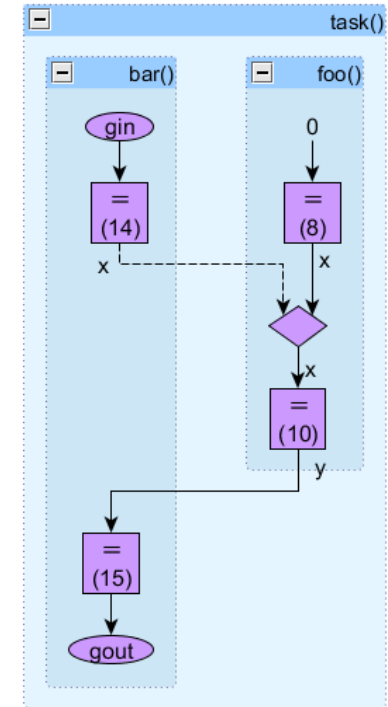 task()
bar()
foo()
gin
0
=
(14)
=
(8)
x
x
x
=
(10)
y
=
(15)
gout